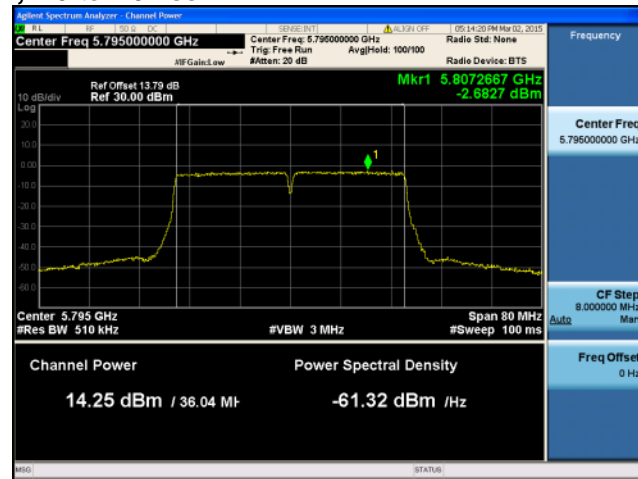 Agilent Spectrum Analyzer - Channel Power
RL RF 50 Ω DC SENSE:INT ALIGN OFF 05:14:20 PM Mar 02, 2015
Center Freq 5.795000000 GHz
Center Freq: 5.795000000 GHz
Radio Std: None
Trig: Free Run Avg|Hold: 100/100
#IFGain:Low #Atten: 20 dB Radio Device: BTS
Frequency
Ref Offset 13.79 dB
Mkr1 5.8072667 GHz
10 dB/div Ref 30.00 dBm
-2.6827 dBm
Log
20.0
10.0
0.00
-10.0
-20.0
-30.0
-40.0
-50.0
-60.0
1
Center 5.795 GHz Span 80 MHz
#Res BW 510 kHz #VBW 3 MHz #Sweep 100 ms
Center Freq
5.795000000 GHz
CF Step
8.000000 MHz
Auto Man
Freq Offset
0 Hz
Channel Power
Power Spectral Density
14.25 dBm / 36.04 MH
-61.32 dBm /Hz
MSG STATUS